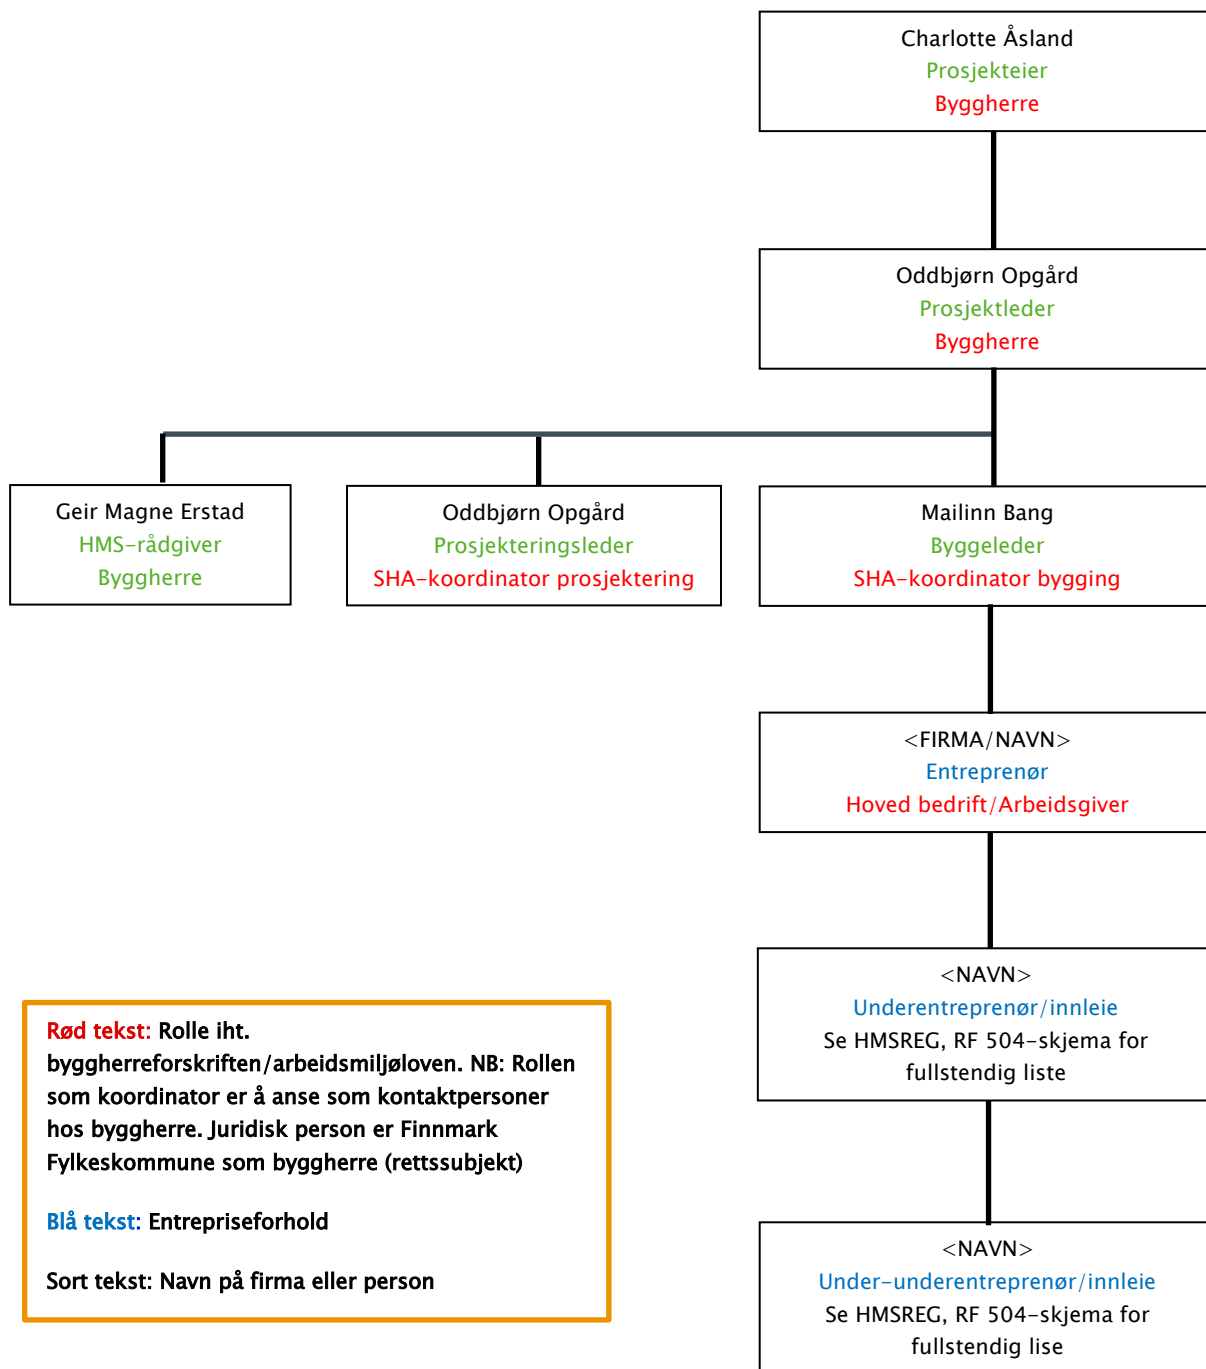 Charlotte Åsland
Prosjekteier
Byggherre
Oddbjørn Opgård
Prosjektleder
Byggherre
Geir Magne Erstad
HMS-rådgiver
Byggherre
Oddbjørn Opgård
Prosjekteringsleder
SHA-koordinator prosjektering
Mailinn Bang
Byggeleder
SHA-koordinator bygging
<FIRMA/NAVN>
Entreprenør
Hoved bedrift/Arbeidsgiver
<NAVN>
Underentreprenør/innleie
Se HMSREG, RF 504-skjema for
fullstendig liste
<NAVN>
Under-underentreprenør/innleie
Se HMSREG, RF 504-skjema for
fullstendig lise
Rød tekst: Rolle iht.
byggherreforskriften/arbeidsmiljøloven. NB: Rollen
som koordinator er å anse som kontaktpersoner
hos byggherre. Juridisk person er Finnmark
Fylkeskommune som byggherre (rettssubjekt)
Blå tekst: Entrepriseforhold
Sort tekst: Navn på firma eller person